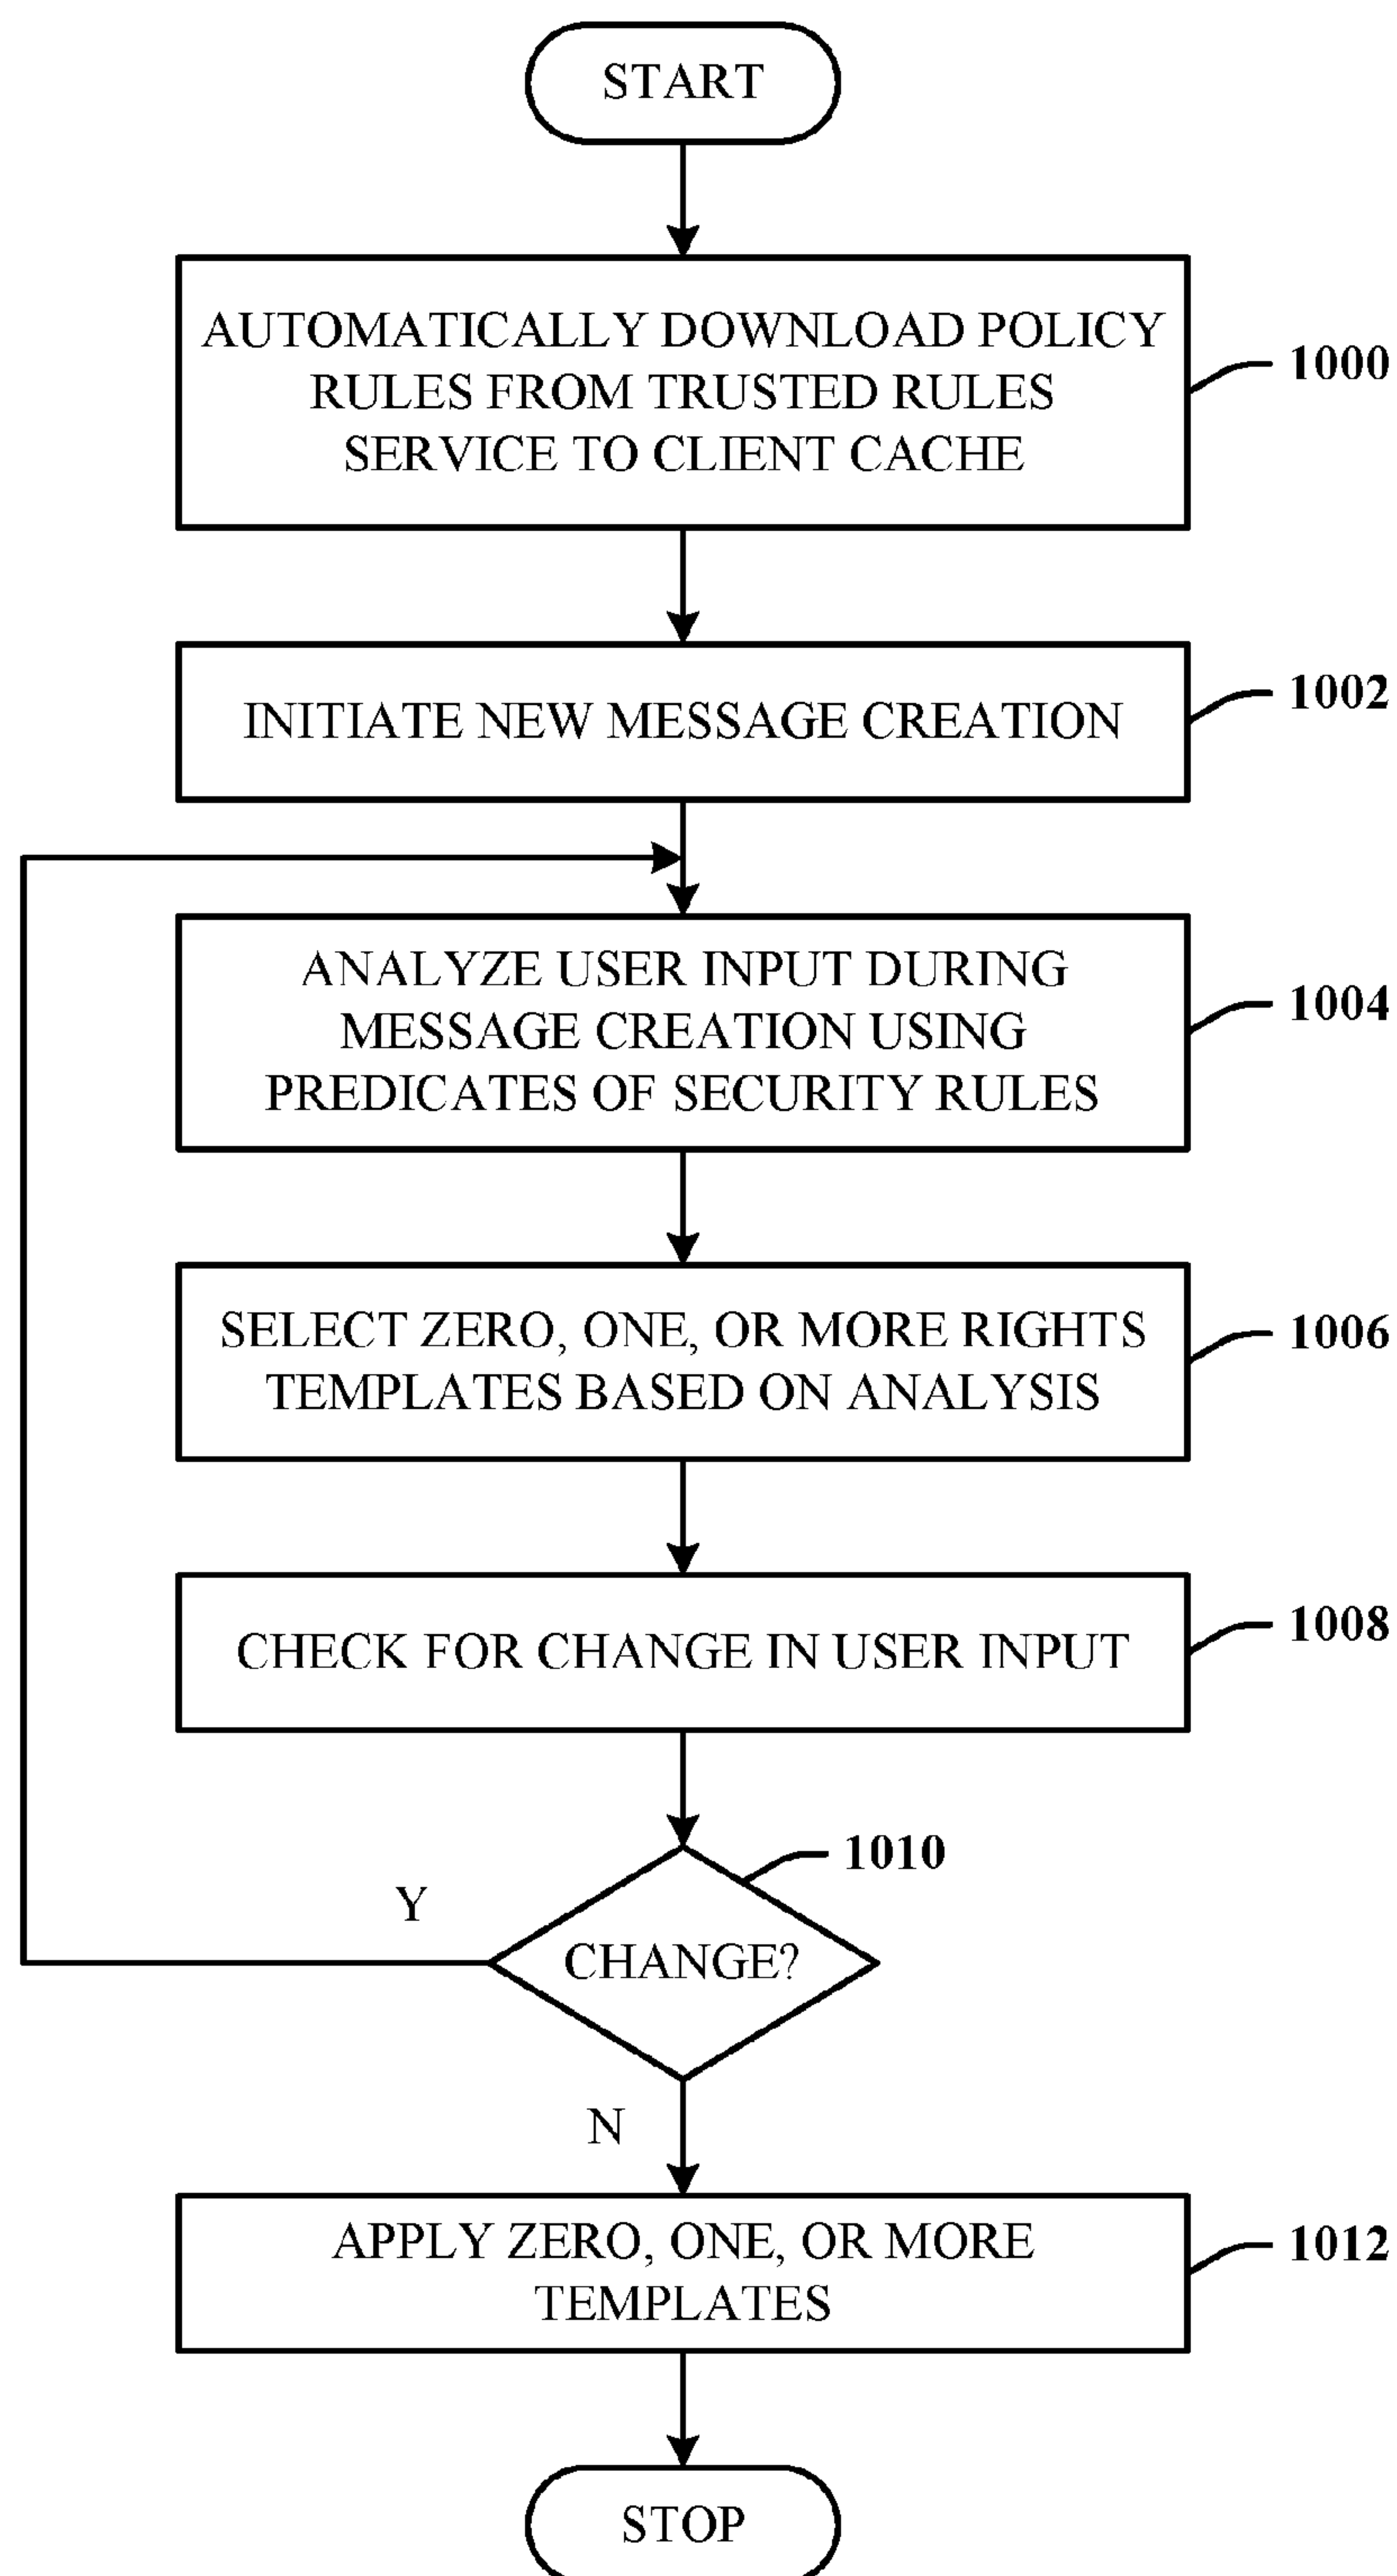 START
AUTOMATICALLY DOWNLOAD POLICY
RULES FROM TRUSTED RULES
SERVICE TO CLIENT CACHE
1000
INITIATE NEW MESSAGE CREATION
1002
ANALYZE USER INPUT DURING
MESSAGE CREATION USING
PREDICATES OF SECURITY RULES
1004
SELECT ZERO, ONE, OR MORE RIGHTS
TEMPLATES BASED ON ANALYSIS
1006
CHECK FOR CHANGE IN USER INPUT
1008
1010
Y
CHANGE?
N
APPLY ZERO, ONE, OR MORE
TEMPLATES
1012
STOP